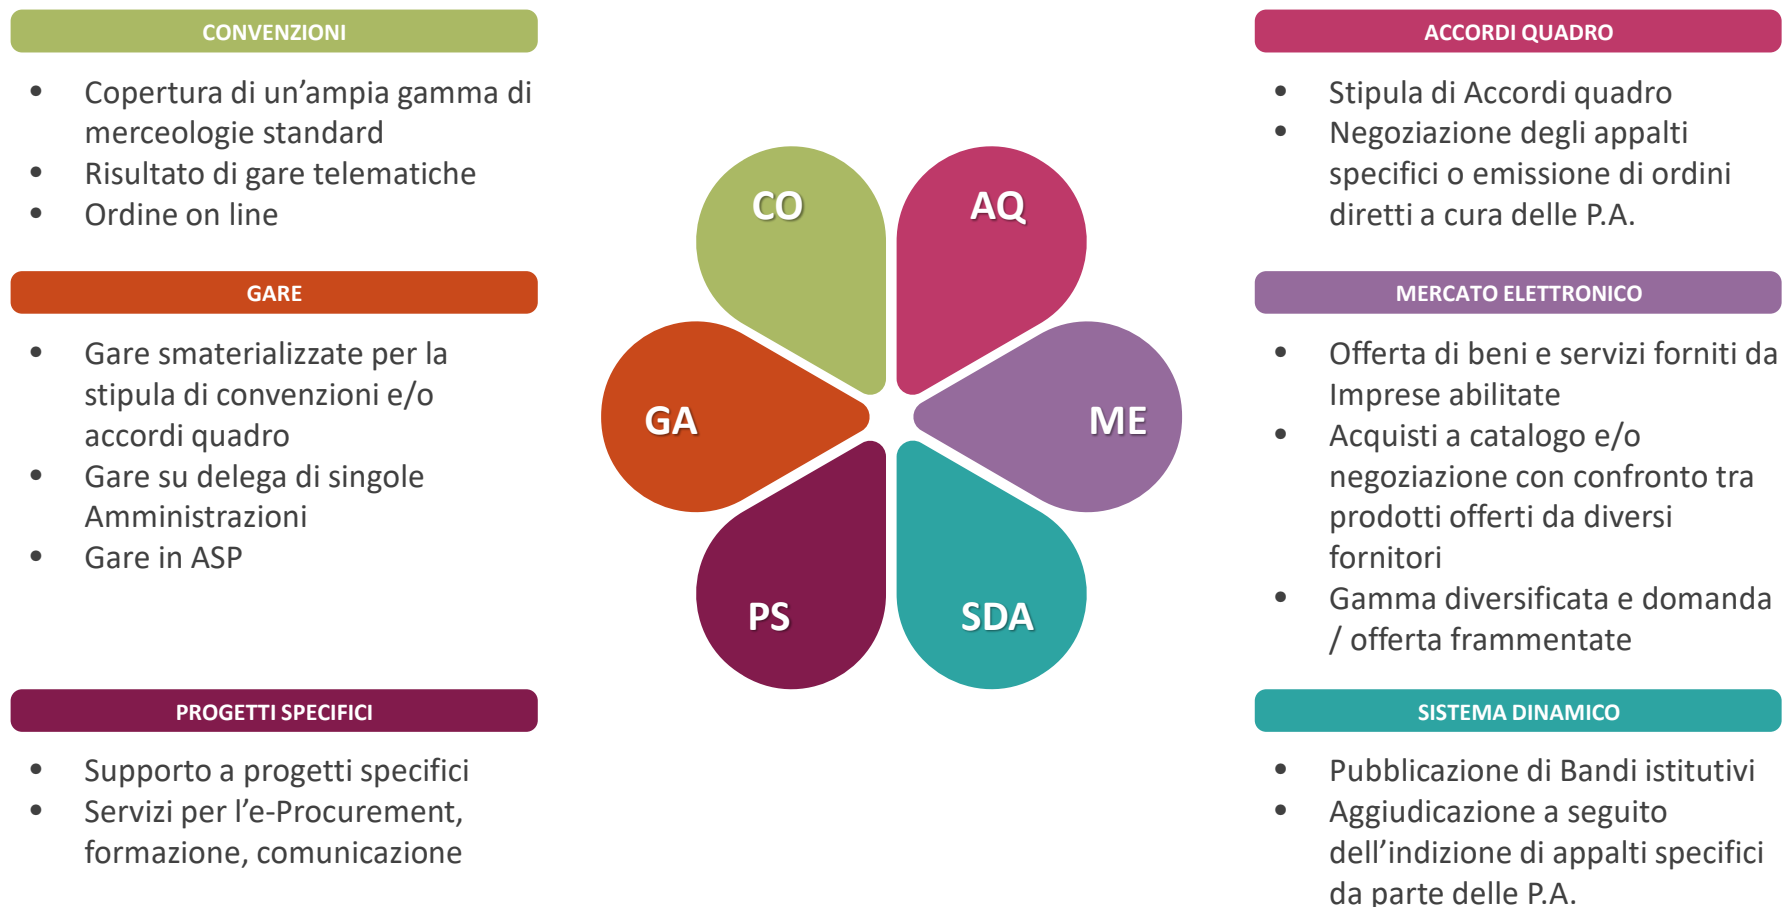 CONVENZIONI
• Copertura di un’ampia gamma di
merceologie standard
• Risultato di gare telematiche
• Ordine on line
GARE
• Gare smaterializzate per la
stipula di convenzioni e/o
accordi quadro
• Gare su delega di singole
Amministrazioni
• Gare in ASP
PROGETTI SPECIFICI
• Supporto a progetti specifici
• Servizi per l’e-Procurement,
formazione, comunicazione
CO
AQ
GA
ME
PS
SDA
ACCORDI QUADRO
• Stipula di Accordi quadro
• Negoziazione degli appalti
specifici o emissione di ordini
diretti a cura delle P.A.
MERCATO ELETTRONICO
• Offerta di beni e servizi forniti da
Imprese abilitate
• Acquisti a catalogo e/o
negoziazione con confronto tra
prodotti offerti da diversi
fornitori
• Gamma diversificata e domanda
/ offerta frammentate
SISTEMA DINAMICO
• Pubblicazione di Bandi istitutivi
• Aggiudicazione a seguito
dell’indizione di appalti specifici
da parte delle P.A.